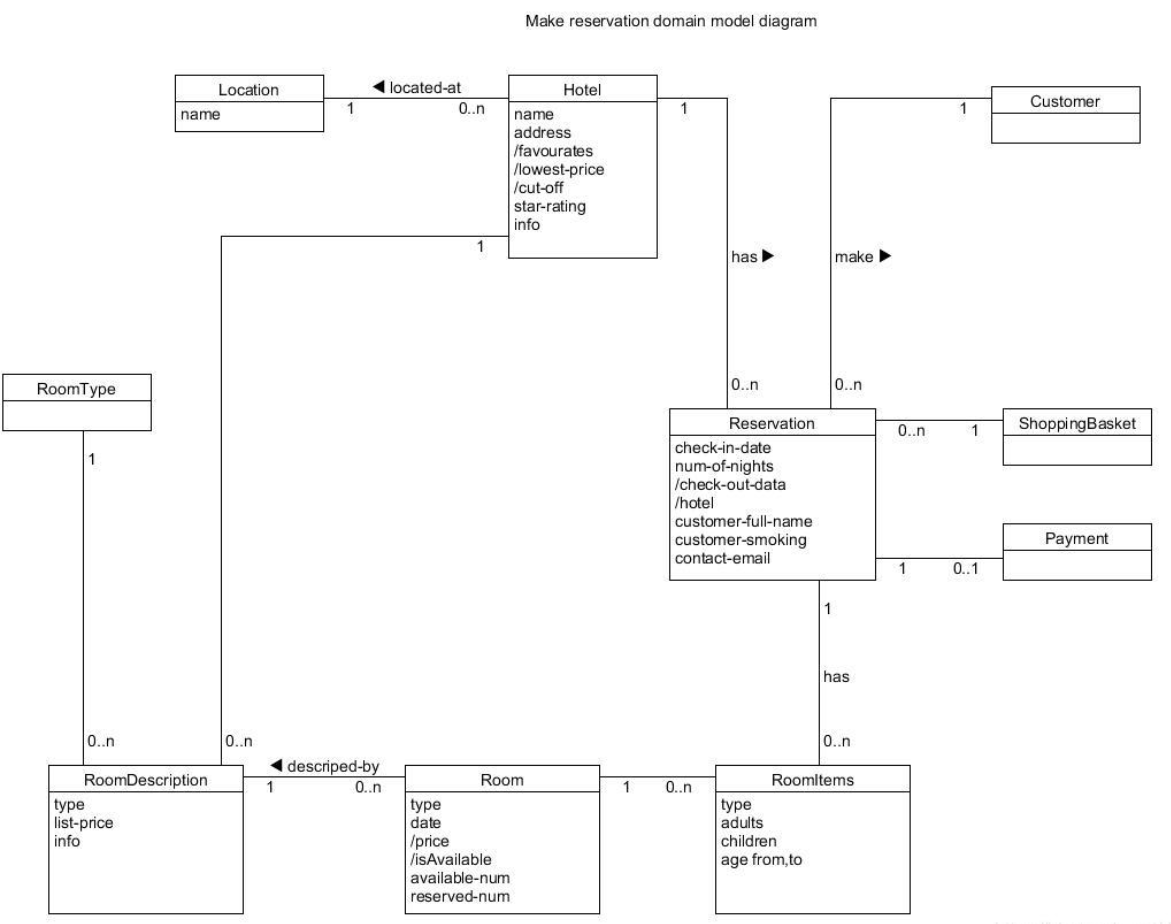 Make reservation domain model diagram
Location
name
◀ located-at
1
0..n
Hotel
name
address
/favourates
/lowest-price
/cut-off
star-rating
info
1
1
Customer
1
has ▶
make ▶
0..n
0..n
RoomType
1
Reservation
check-in-date
num-of-nights
/check-out-data
/hotel
customer-full-name
customer-smoking
contact-email
0..n
1
ShoppingBasket
1
0..1
Payment
1
has
0..n
0..n
0..n
RoomDescription
type
list-price
info
◀ descriped-by
1
0..n
Room
type
date
/price
/isAvailable
available-num
reserved-num
1
0..n
RoomItems
type
adults
children
age from,to